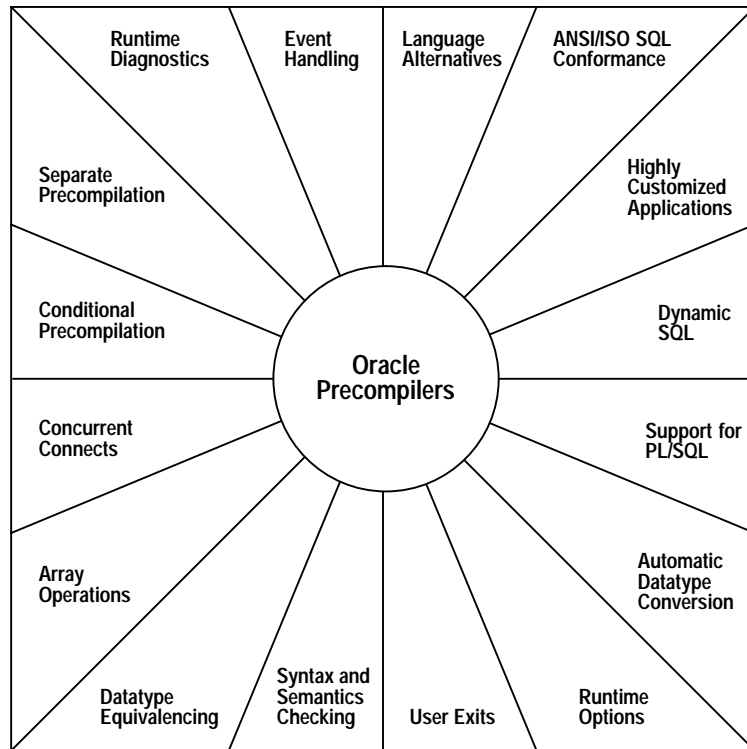 Runtime
Diagnostics
Event
Handling
Language
Alternatives
ANSI/ISO SQL
Conformance
Separate
Precompilation
Highly
Customized
Applications
Conditional
Precompilation
Dynamic
SQL
Oracle
Precompilers
Concurrent
Connects
Support for
PL/SQL
Array
Operations
Automatic
Datatype
Conversion
Datatype
Equivalencing
Syntax and
Semantics
Checking
User Exits
Runtime
Options